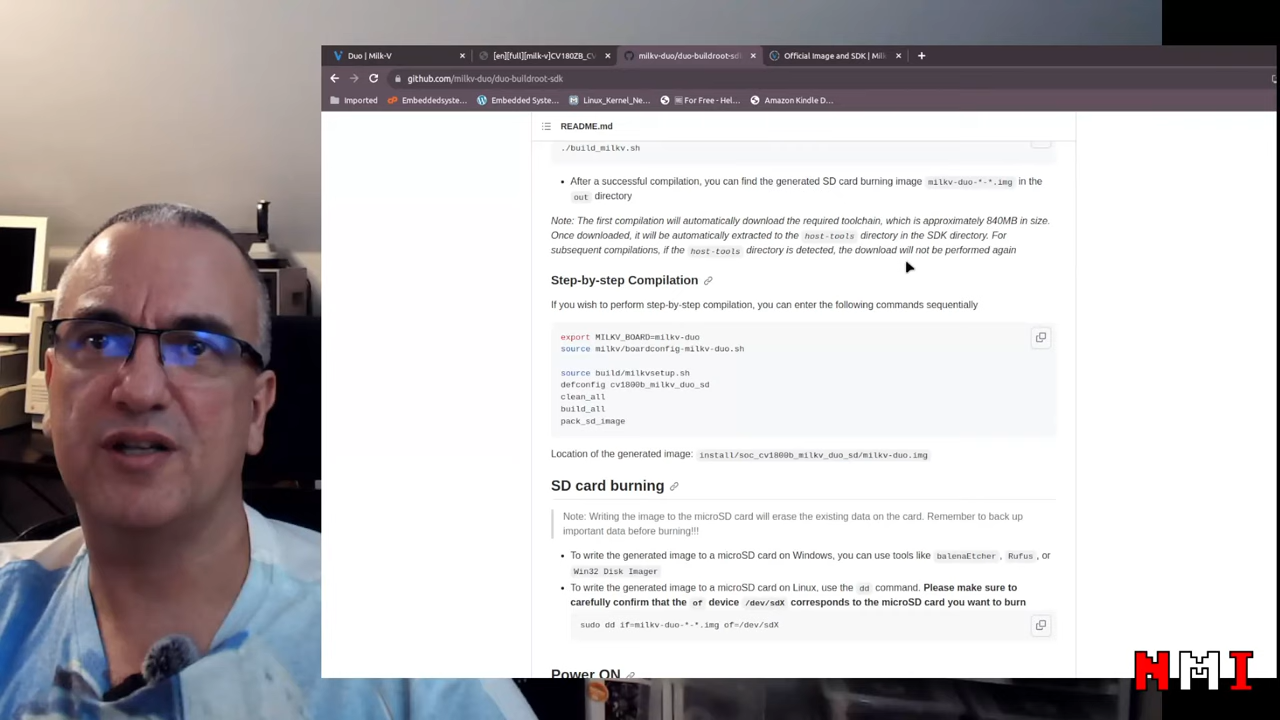 Duo | Milk-V
[en][full][milk-v]CV180ZB_CV
milkv-duo/duo-buildroot-sd
Official Image and SDK | Mil
github.com/milkv-duo/duo-buildroot-sdk
Imported
Embeddedsyste...
Embedded Syste...
Linux_Kernel_Ne...
For Free - Hel...
Amazon Kindle D...
README.md
./build_milkv.sh
After a successful compilation, you can find the generated SD card burning image milkv-duo-*-*.img in the
out directory
Note: The first compilation will automatically download the required toolchain, which is approximately 840MB in size.
Once downloaded, it will be automatically extracted to the host-tools directory in the SDK directory. For
subsequent compilations, if the host-tools directory is detected, the download will not be performed again
Step-by-step Compilation
If you wish to perform step-by-step compilation, you can enter the following commands sequentially
export MILKV_BOARD=milkv-duo
source milkv/boardconfig-milkv-duo.sh
source build/milkvsetup.sh
defconfig cv1800b_milkv_duo_sd
clean_all
build_all
pack_sd_image
Location of the generated image: install/soc_cv1800b_milkv_duo_sd/milkv-duo.img
SD card burning
Note: Writing the image to the microSD card will erase the existing data on the card. Remember to back up
important data before burning!!!
To write the generated image to a microSD card on Windows, you can use tools like balenaEtcher, Rufus, or
Win32 Disk Imager
To write the generated image to a microSD card on Linux, use the dd command. Please make sure to
carefully confirm that the of device /dev/sdX corresponds to the microSD card you want to burn
sudo dd if=milkv-duo-*-*.img of=/dev/sdX
Power ON
NMI